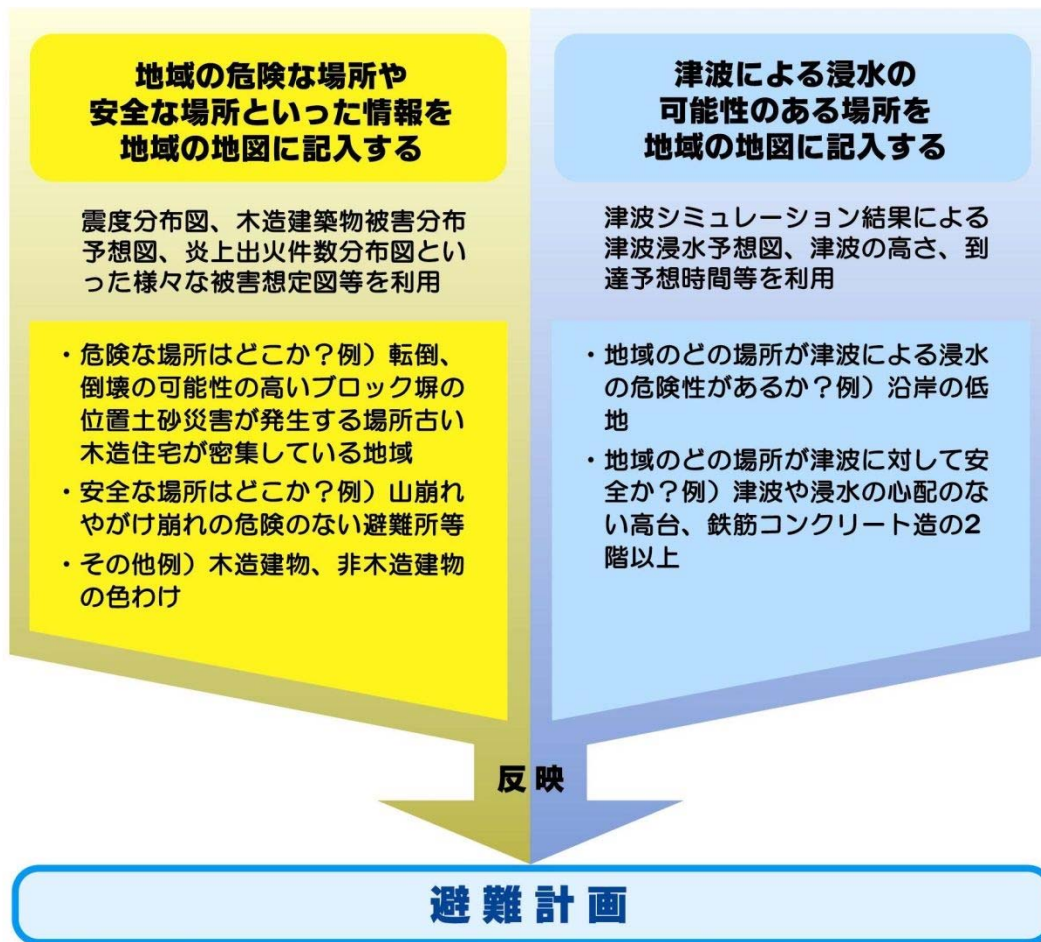 地域の危険な場所や
安全な場所といった情報を
地域の地図に記入する
震度分布図、木造建築物被害分布
予想図、炎上出火件数分布図とい
った様々な被害想定図等を利用
・危険な場所はどこか？例）転倒、
倒壊の可能性の高いブロック塀の
位置土砂災害が発生する場所古い
木造住宅が密集している地域
・安全な場所はどこか？例）山崩れ
やがけ崩れの危険のない避難所等
・その他例）木造建物、非木造建物
の色わけ
津波による浸水の
可能性のある場所を
地域の地図に記入する
津波シミュレーション結果による
津波浸水予想図、津波の高さ、到
達予想時間等を利用
・地域のどの場所が津波による浸水
の危険性があるか？例）沿岸の低
地
・地域のどの場所が津波に対して安
全か？例）津波や浸水の心配のな
い高台、鉄筋コンクリート造の2
階以上
反映
避難計画